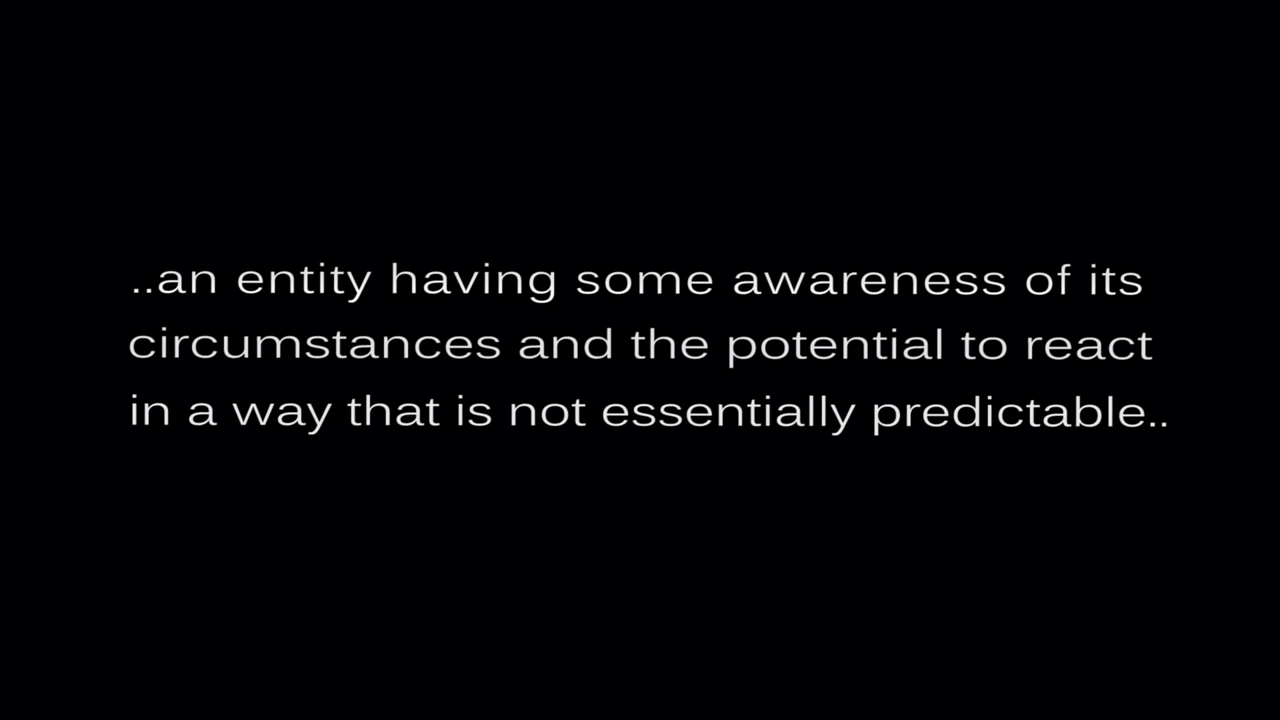 ..an entity having some awareness of its
circumstances and the potential to react
in a way that is not essentially predictable..